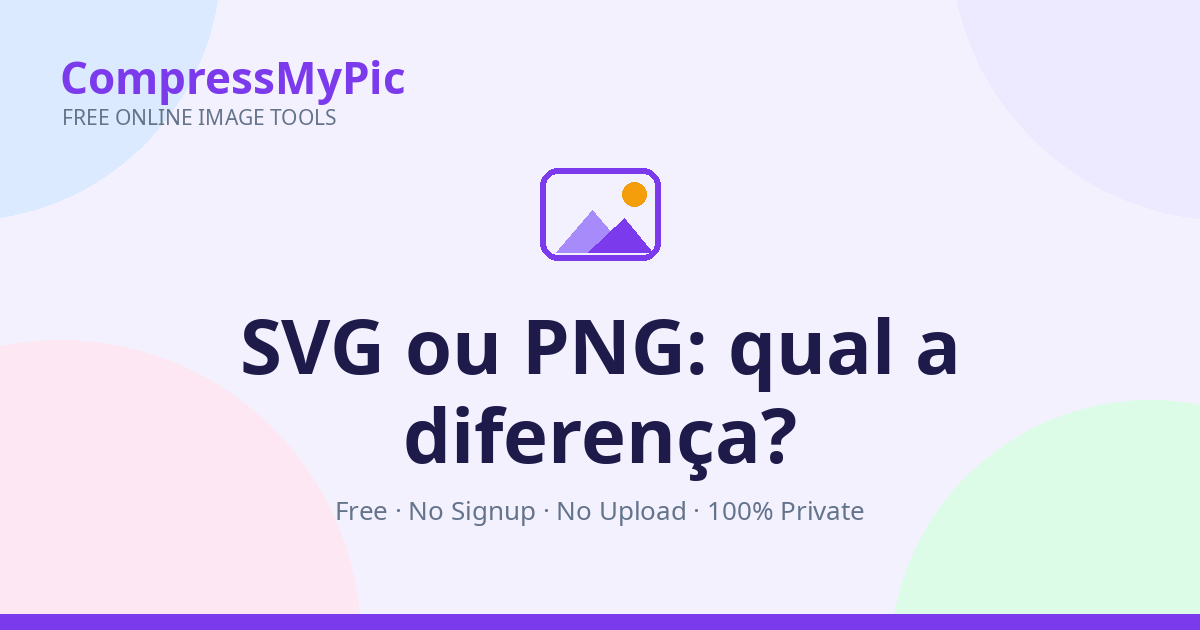 CompressMyPic
FREE ONLINE IMAGE TOOLS
SVG ou PNG: qual a
diferença?
Free · No Signup · No Upload · 100% Private